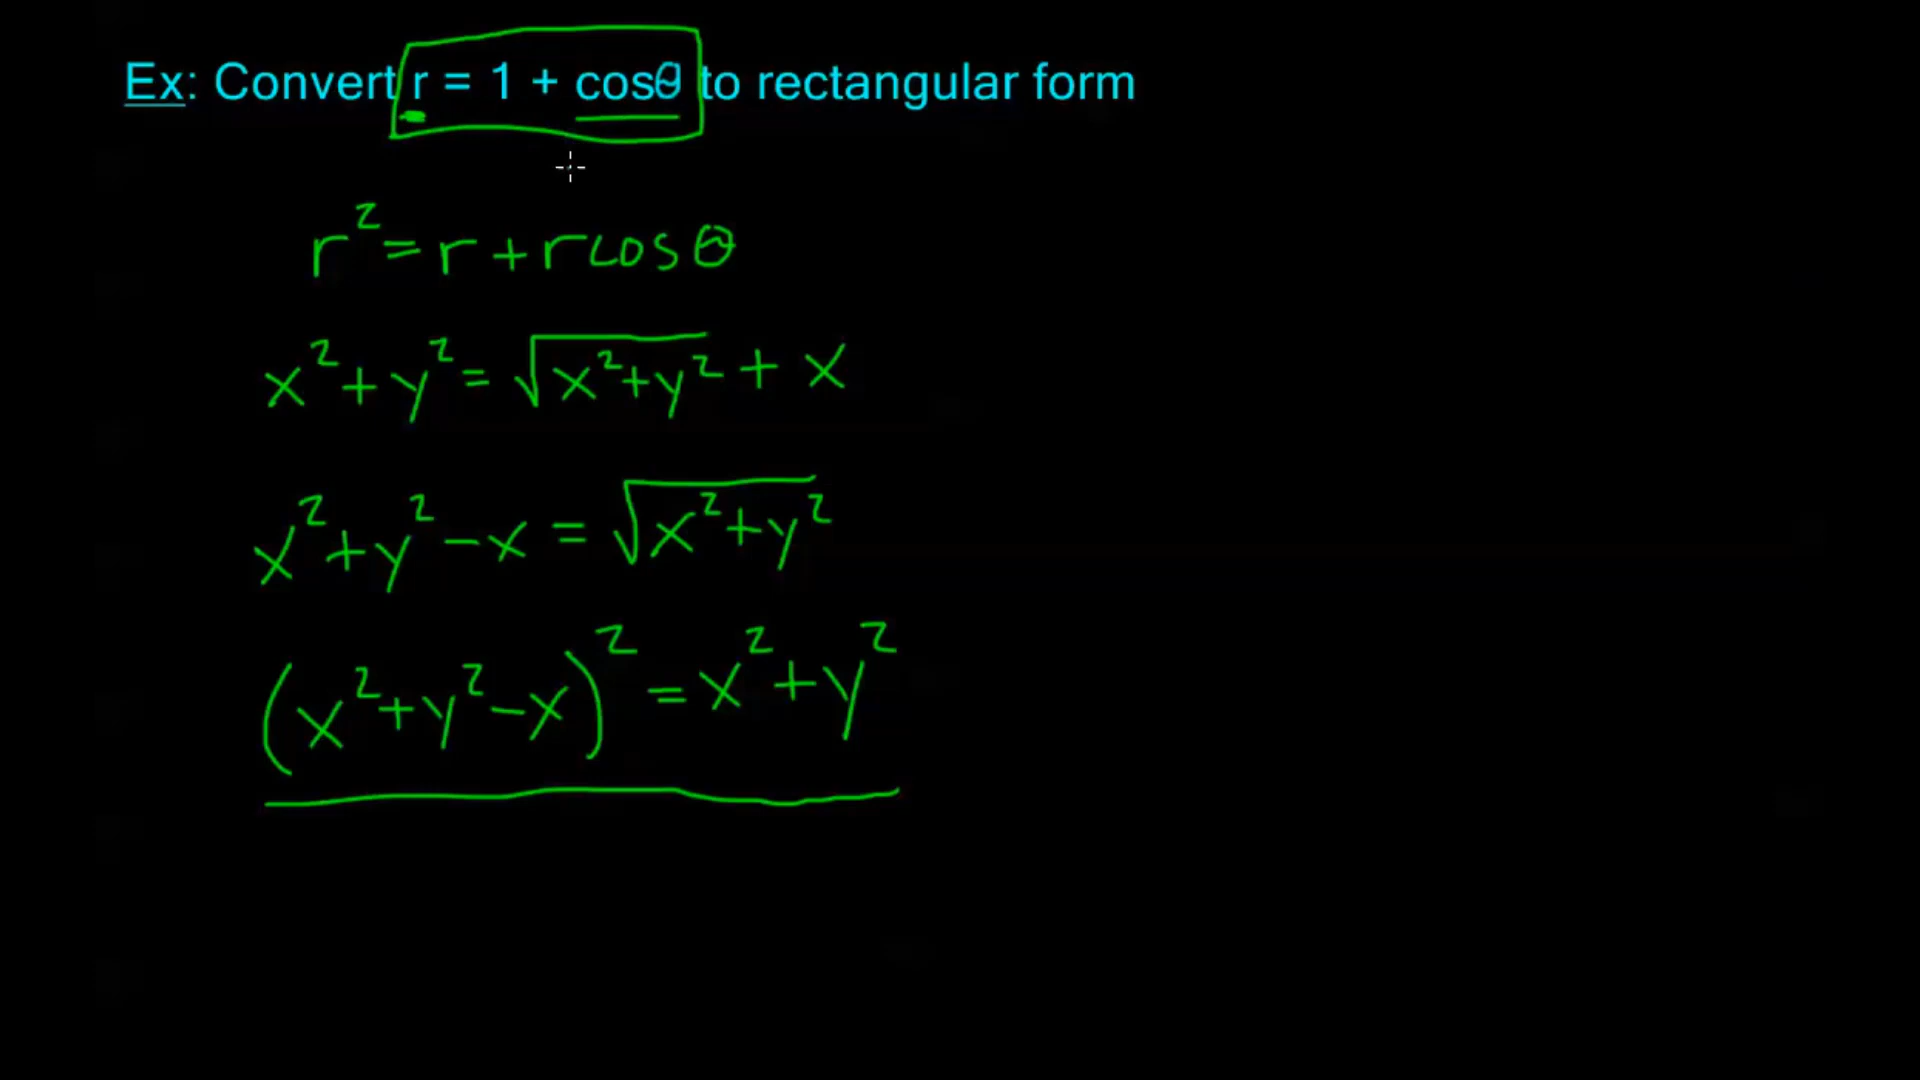 Ex: Convert r = 1 + cosθ to rectangular form
r² = r + r cos θ
x² + y² = √x² + y² + x
x² + y² - x = √x² + y²
(x² + y² - x)² = x² + y²